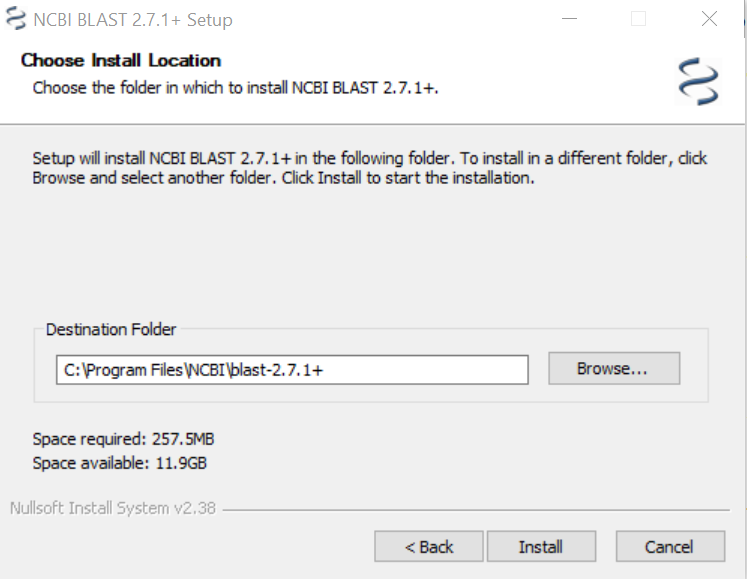 NCBI BLAST 2.7.1+ Setup
Choose Install Location
Choose the folder in which to install NCBI BLAST 2.7.1+.
Setup will install NCBI BLAST 2.7.1+ in the following folder. To install in a different folder, click
Browse and select another folder. Click Install to start the installation.
Destination Folder
C:\Program Files\NCBI\blast-2.7.1+
Browse...
Space required: 257.5MB
Space available: 11.9GB
Nullsoft Install System v2.38
< Back
Install
Cancel